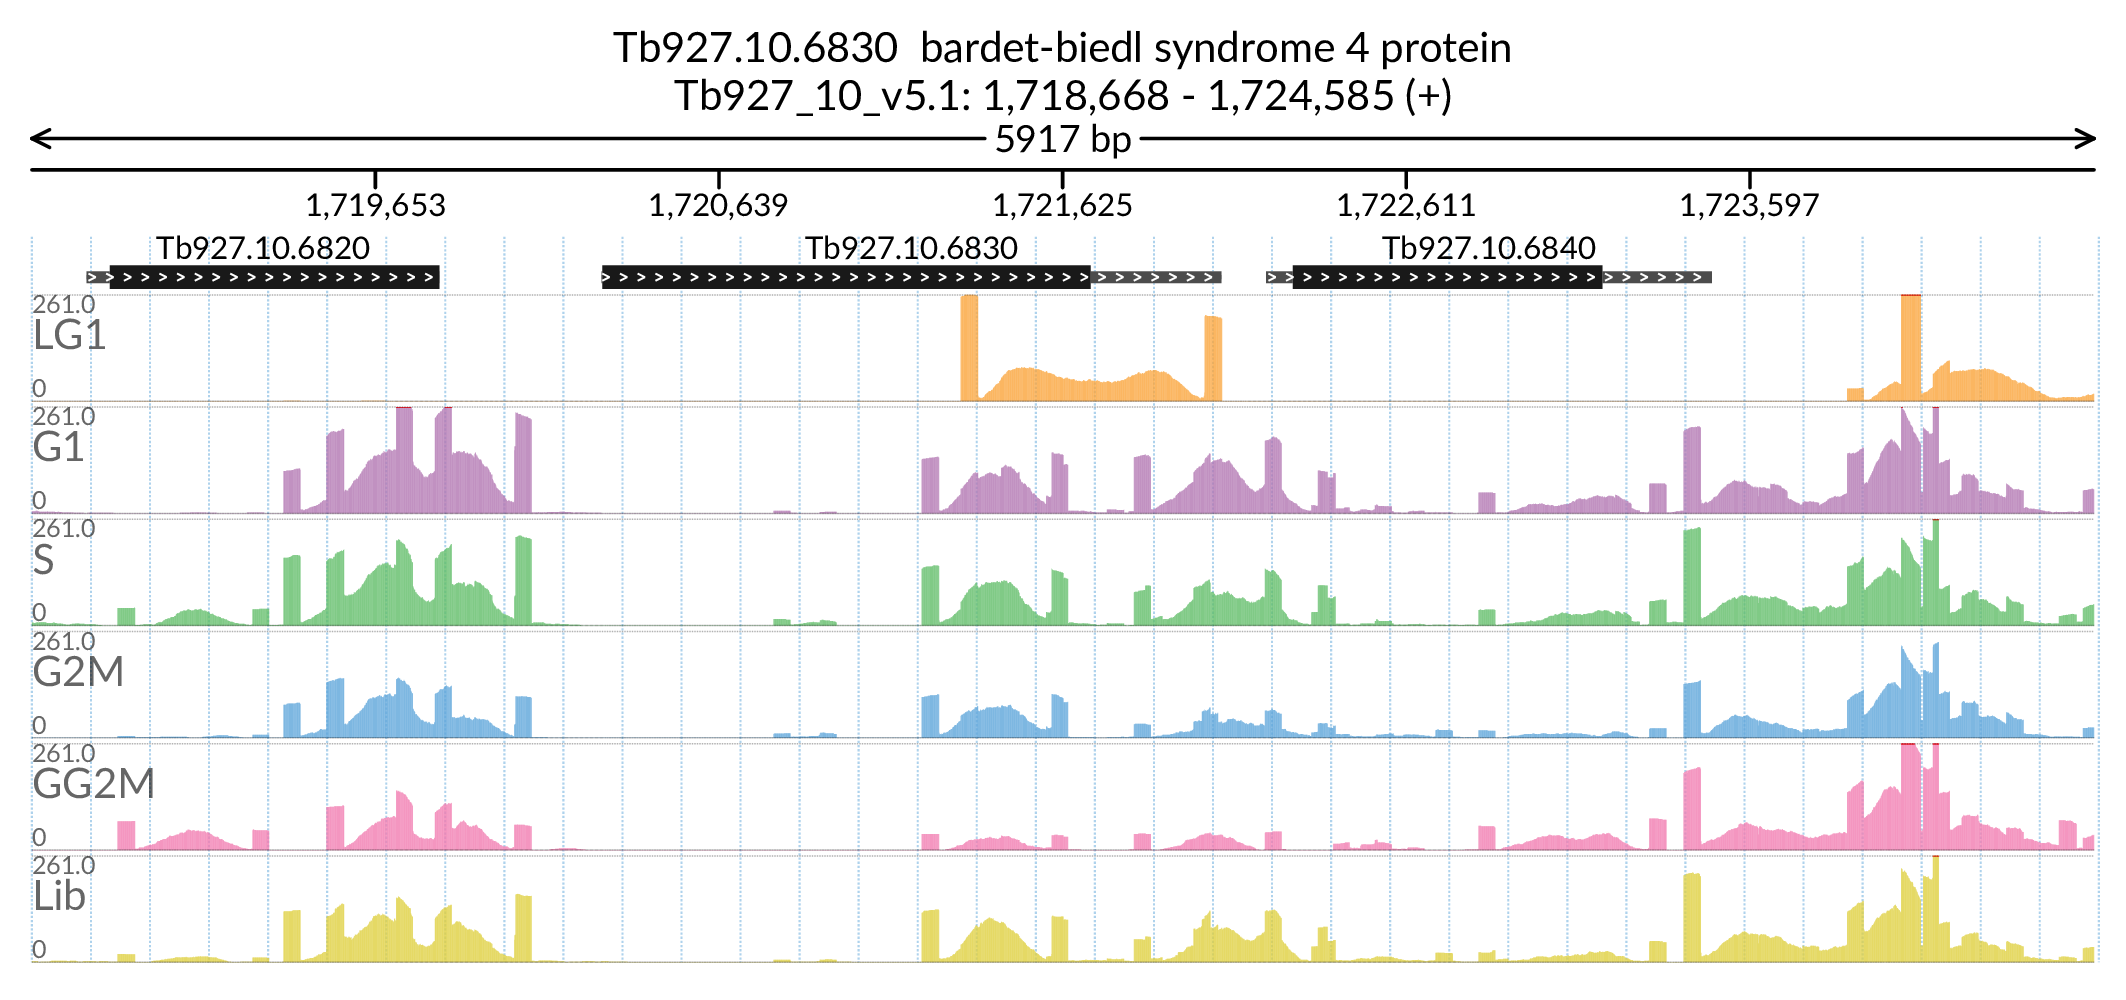 Tb927.10.6830 bardet-biedl syndrome 4 protein
Tb927_10_v5.1: 1,718,668 - 1,724,585 (+)
5917 bp
1,719,653 1,720,639 1,721,625 1,722,611 1,723,597
Tb927.10.6820 Tb927.10.6830 Tb927.10.6840
261.0
LG1
0
261.0
G1
0
261.0
S
0
261.0
G2M
0
261.0
GG2M
0
261.0
Lib
0